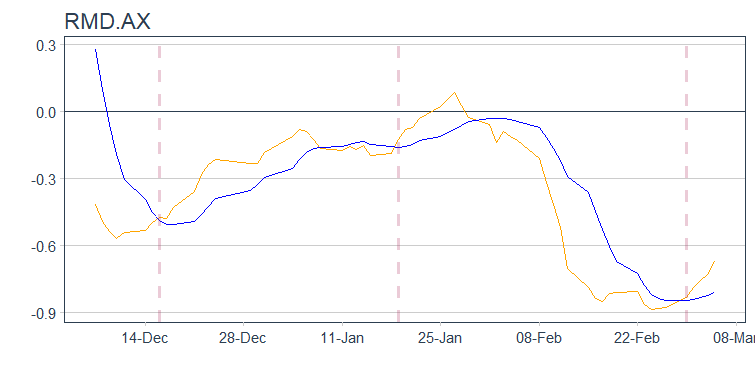 RMD.AX
0.3
0.0
-0.3
-0.6
-0.9
14-Dec
28-Dec
11-Jan
25-Jan
08-Feb
22-Feb
08-Mar